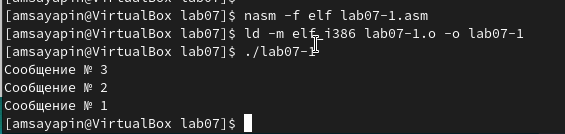 [amsayapin@VirtualBox lab07]$ nasm -f elf lab07-1.asm
[amsayapin@VirtualBox lab07]$ ld -m elf_i386 lab07-1.o -o lab07-1
[amsayapin@VirtualBox lab07]$ ./lab07-1
Сообщение № 3
Сообщение № 2
Сообщение № 1
[amsayapin@VirtualBox lab07]$